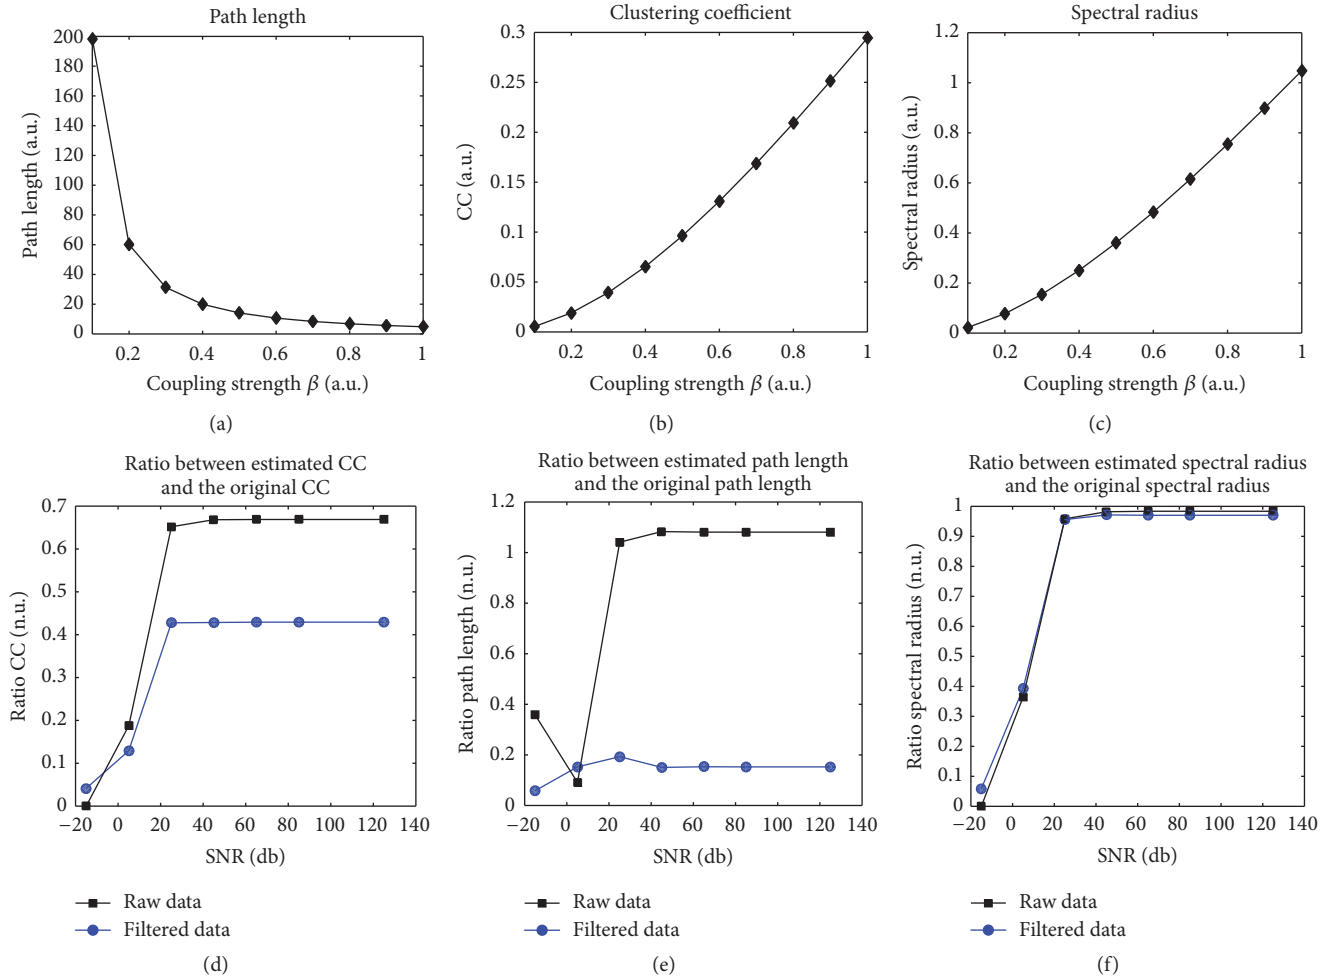 Path length
200
180
160
140
120
100
80
60
40
20
0
Path length (a.u.)
0.2 0.4 0.6 0.8 1
Coupling strength β (a.u.)
(a)
Clustering coefficient
0.3
0.25
0.2
0.15
0.1
0.05
0
CC (a.u.)
0.2 0.4 0.6 0.8 1
Coupling strength β (a.u.)
(b)
Spectral radius
1.2
1
0.8
0.6
0.4
0.2
0
Spectral radius (a.u.)
0.2 0.4 0.6 0.8 1
Coupling strength β (a.u.)
(c)
Ratio between estimated CC
and the original CC
0.7
0.6
0.5
0.4
0.3
0.2
0.1
0
Ratio CC (n.u.)
−20 0 20 40 60 80 100 120 140
SNR (db)
Raw data
Filtered data
(d)
Ratio between estimated path length
and the original path length
1.2
1
0.8
0.6
0.4
0.2
0
Ratio path length (n.u.)
−20 0 20 40 60 80 100 120 140
SNR (db)
Raw data
Filtered data
(e)
Ratio between estimated spectral radius
and the original spectral radius
1
0.9
0.8
0.7
0.6
0.5
0.4
0.3
0.2
0.1
0
Ratio spectral radius (n.u.)
−20 0 20 40 60 80 100 120 140
SNR (db)
Raw data
Filtered data
(f)